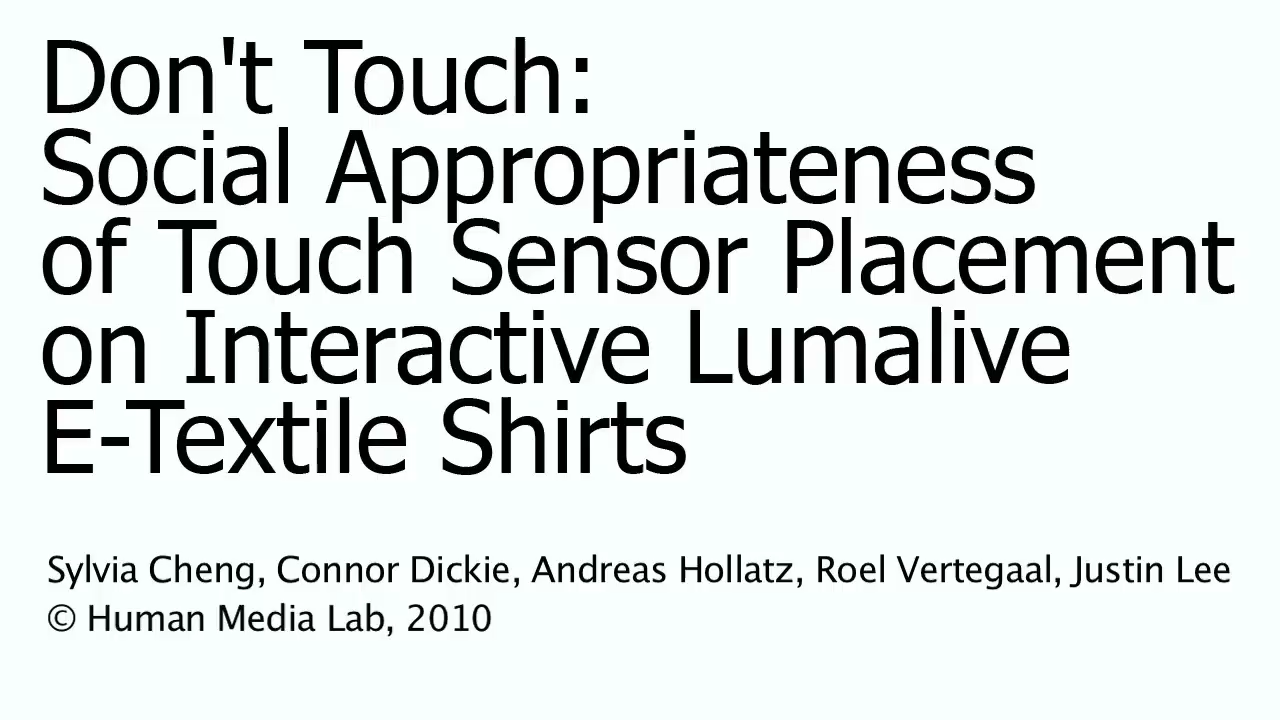 Don't Touch:
Social Appropriateness
of Touch Sensor Placement
on Interactive Lumalive
E-Textile Shirts
Sylvia Cheng, Connor Dickie, Andreas Hollatz, Roel Vertegaal, Justin Lee
© Human Media Lab, 2010